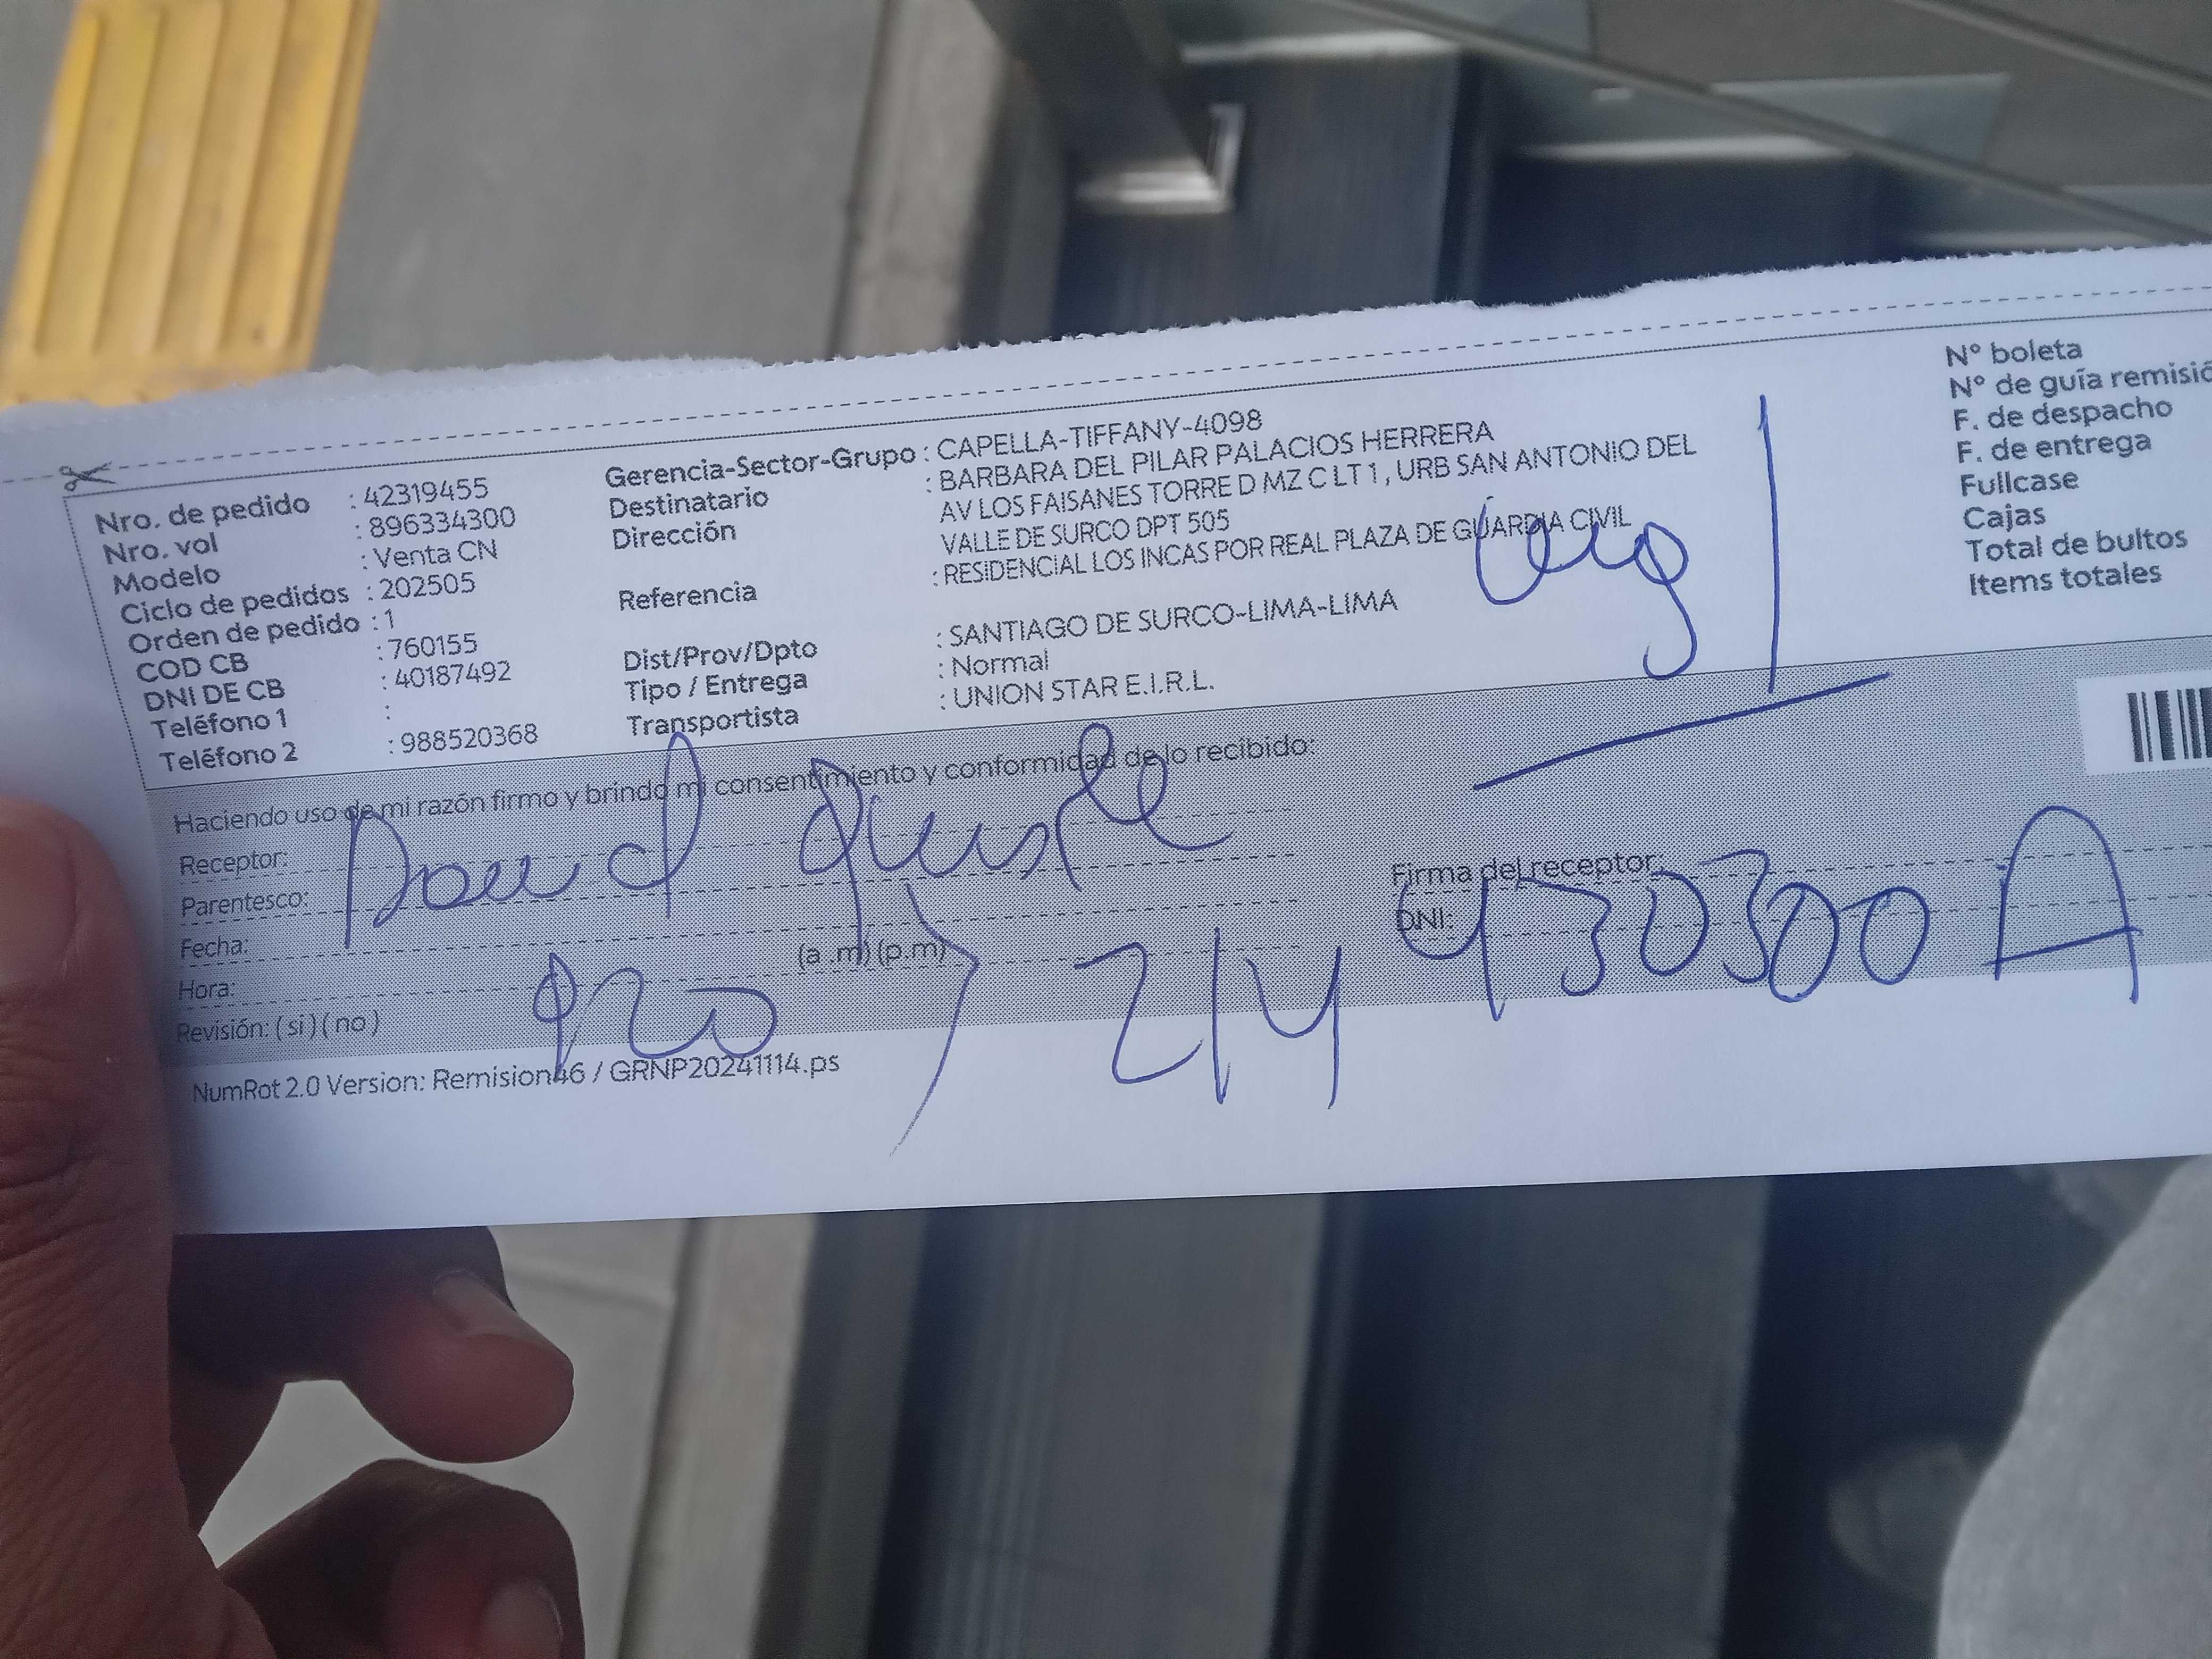 Nro. de pedido : 42319455
Nro. vol : 896334300
Modelo : Venta CN
Ciclo de pedidos : 202505
Orden de pedido : 1
COD CB : 760155
DNI DE CB : 40187492
Teléfono 1 :
Teléfono 2 : 988520368
Gerencia-Sector-Grupo : CAPELLA-TIFFANY-4098
Destinatario : BARBARA DEL PILAR PALACIOS HERRERA
Dirección AV LOS FAISANES TORRE D MZ C LT 1 , URB SAN ANTONIO DEL
VALLE DE SURCO DPT 505
Referencia : RESIDENCIAL LOS INCAS POR REAL PLAZA DE GUARDIA CIVIL
Dist/Prov/Dpto : SANTIAGO DE SURCO-LIMA-LIMA
Tipo / Entrega : Normal
Transportista : UNION STAR E.I.R.L.
N° boleta
N° de guía remisió
F. de despacho
F. de entrega
Fullcase
Cajas
Total de bultos
Items totales
Haciendo uso de mi razón firmo y brindo mi consentimiento y conformidad de lo recibido:
Receptor:
Parentesco:
Fecha:
Hora: (a .m) (p.m)
Revisión: ( si ) ( no )
Firma del receptor:
DNI:
NumRot 2.0 Version: Remision46 / GRNP20241114.ps